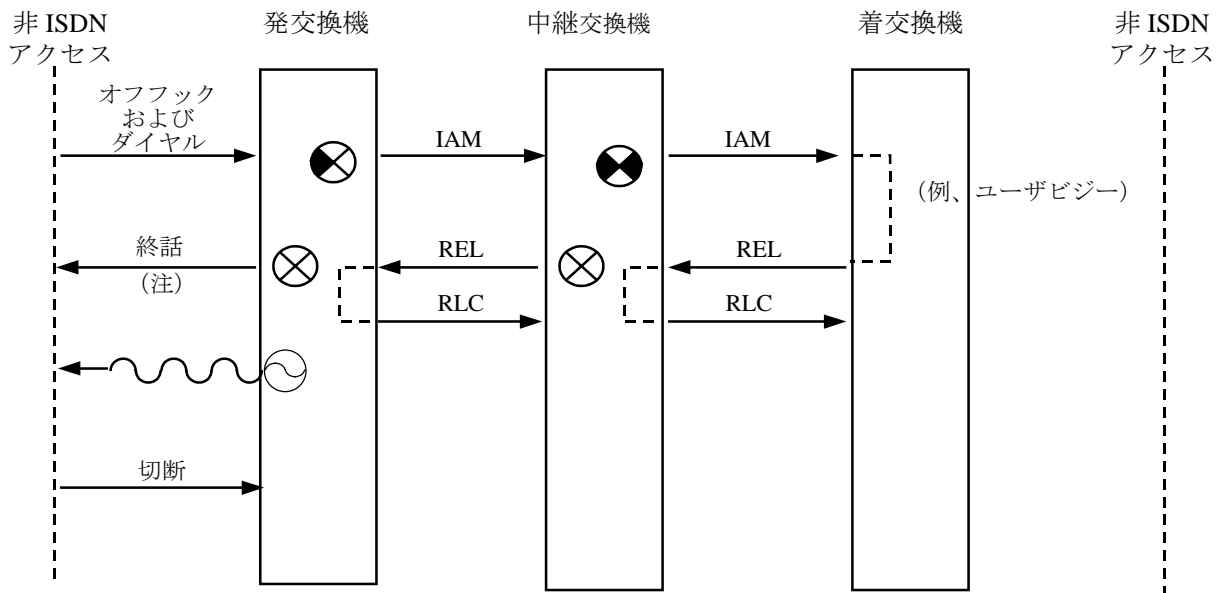 非 ISDN
アクセス
発交換機
中継交換機
着交換機
非 ISDN
アクセス
オフフック
および
ダイヤル
IAM
IAM
（例、ユーザビジー）
終話
（注）
REL
REL
RLC
RLC
切断